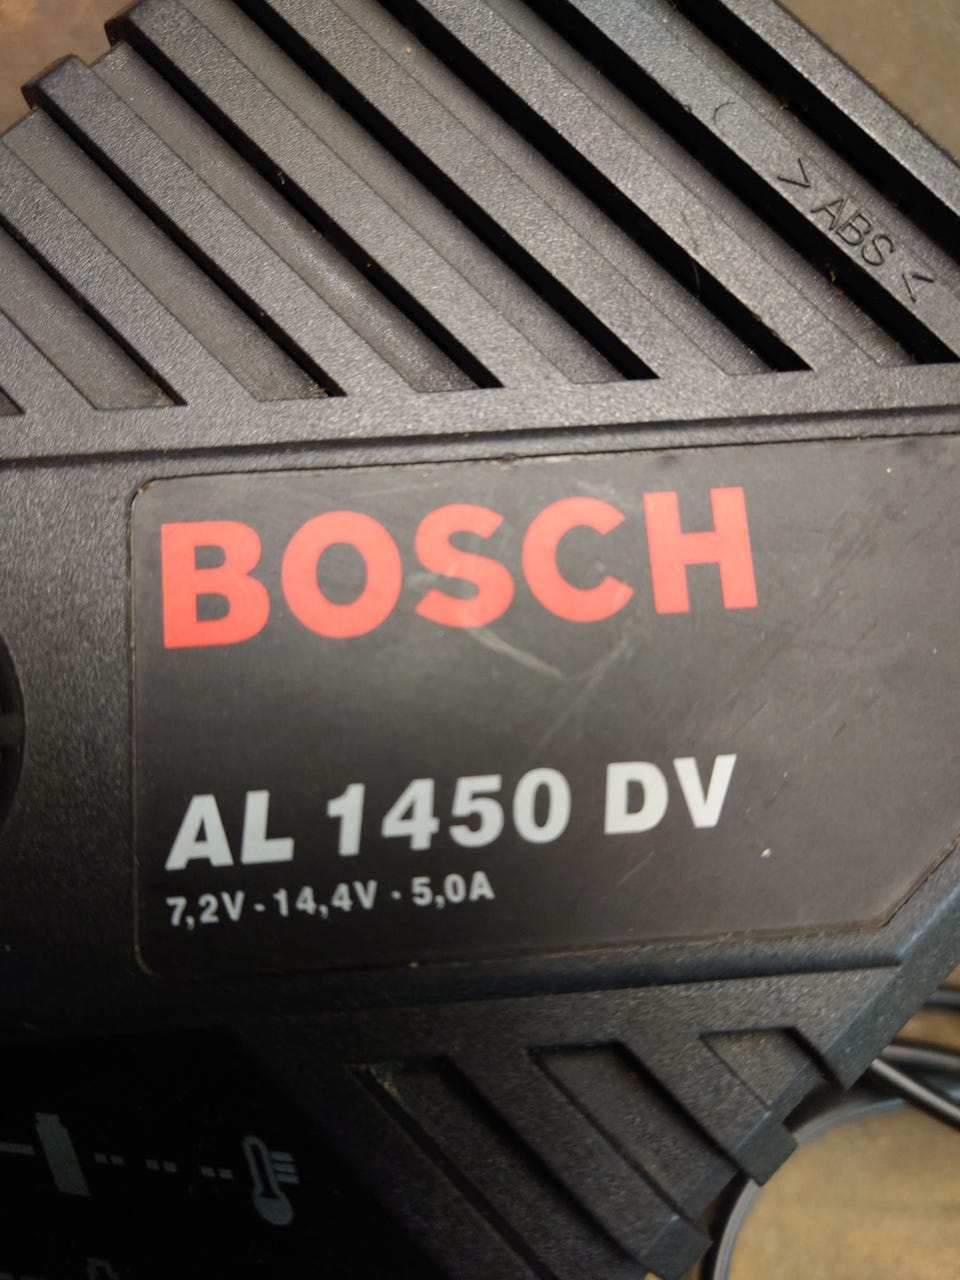 >ABS<
BOSCH
AL 1450 DV
7,2V - 14,4V - 5,0A